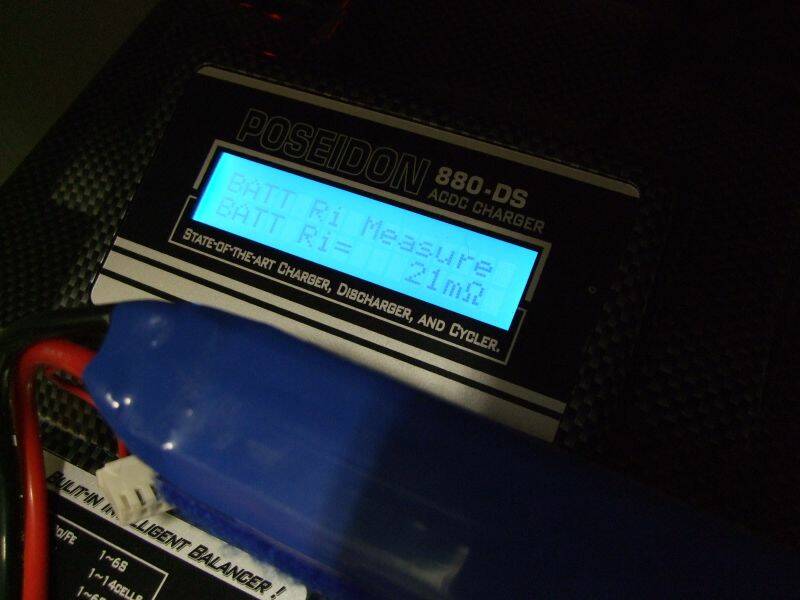 POSEIDON 880-DS
ACDC CHARGER
BATT Ri Measure
BATT Ri= 21mΩ
STATE-OF-THE-ART CHARGER, DISCHARGER, AND CYCLER.
BULIT-IN INTELLIGENT BALANCER !
1~6S
1~14CELLS